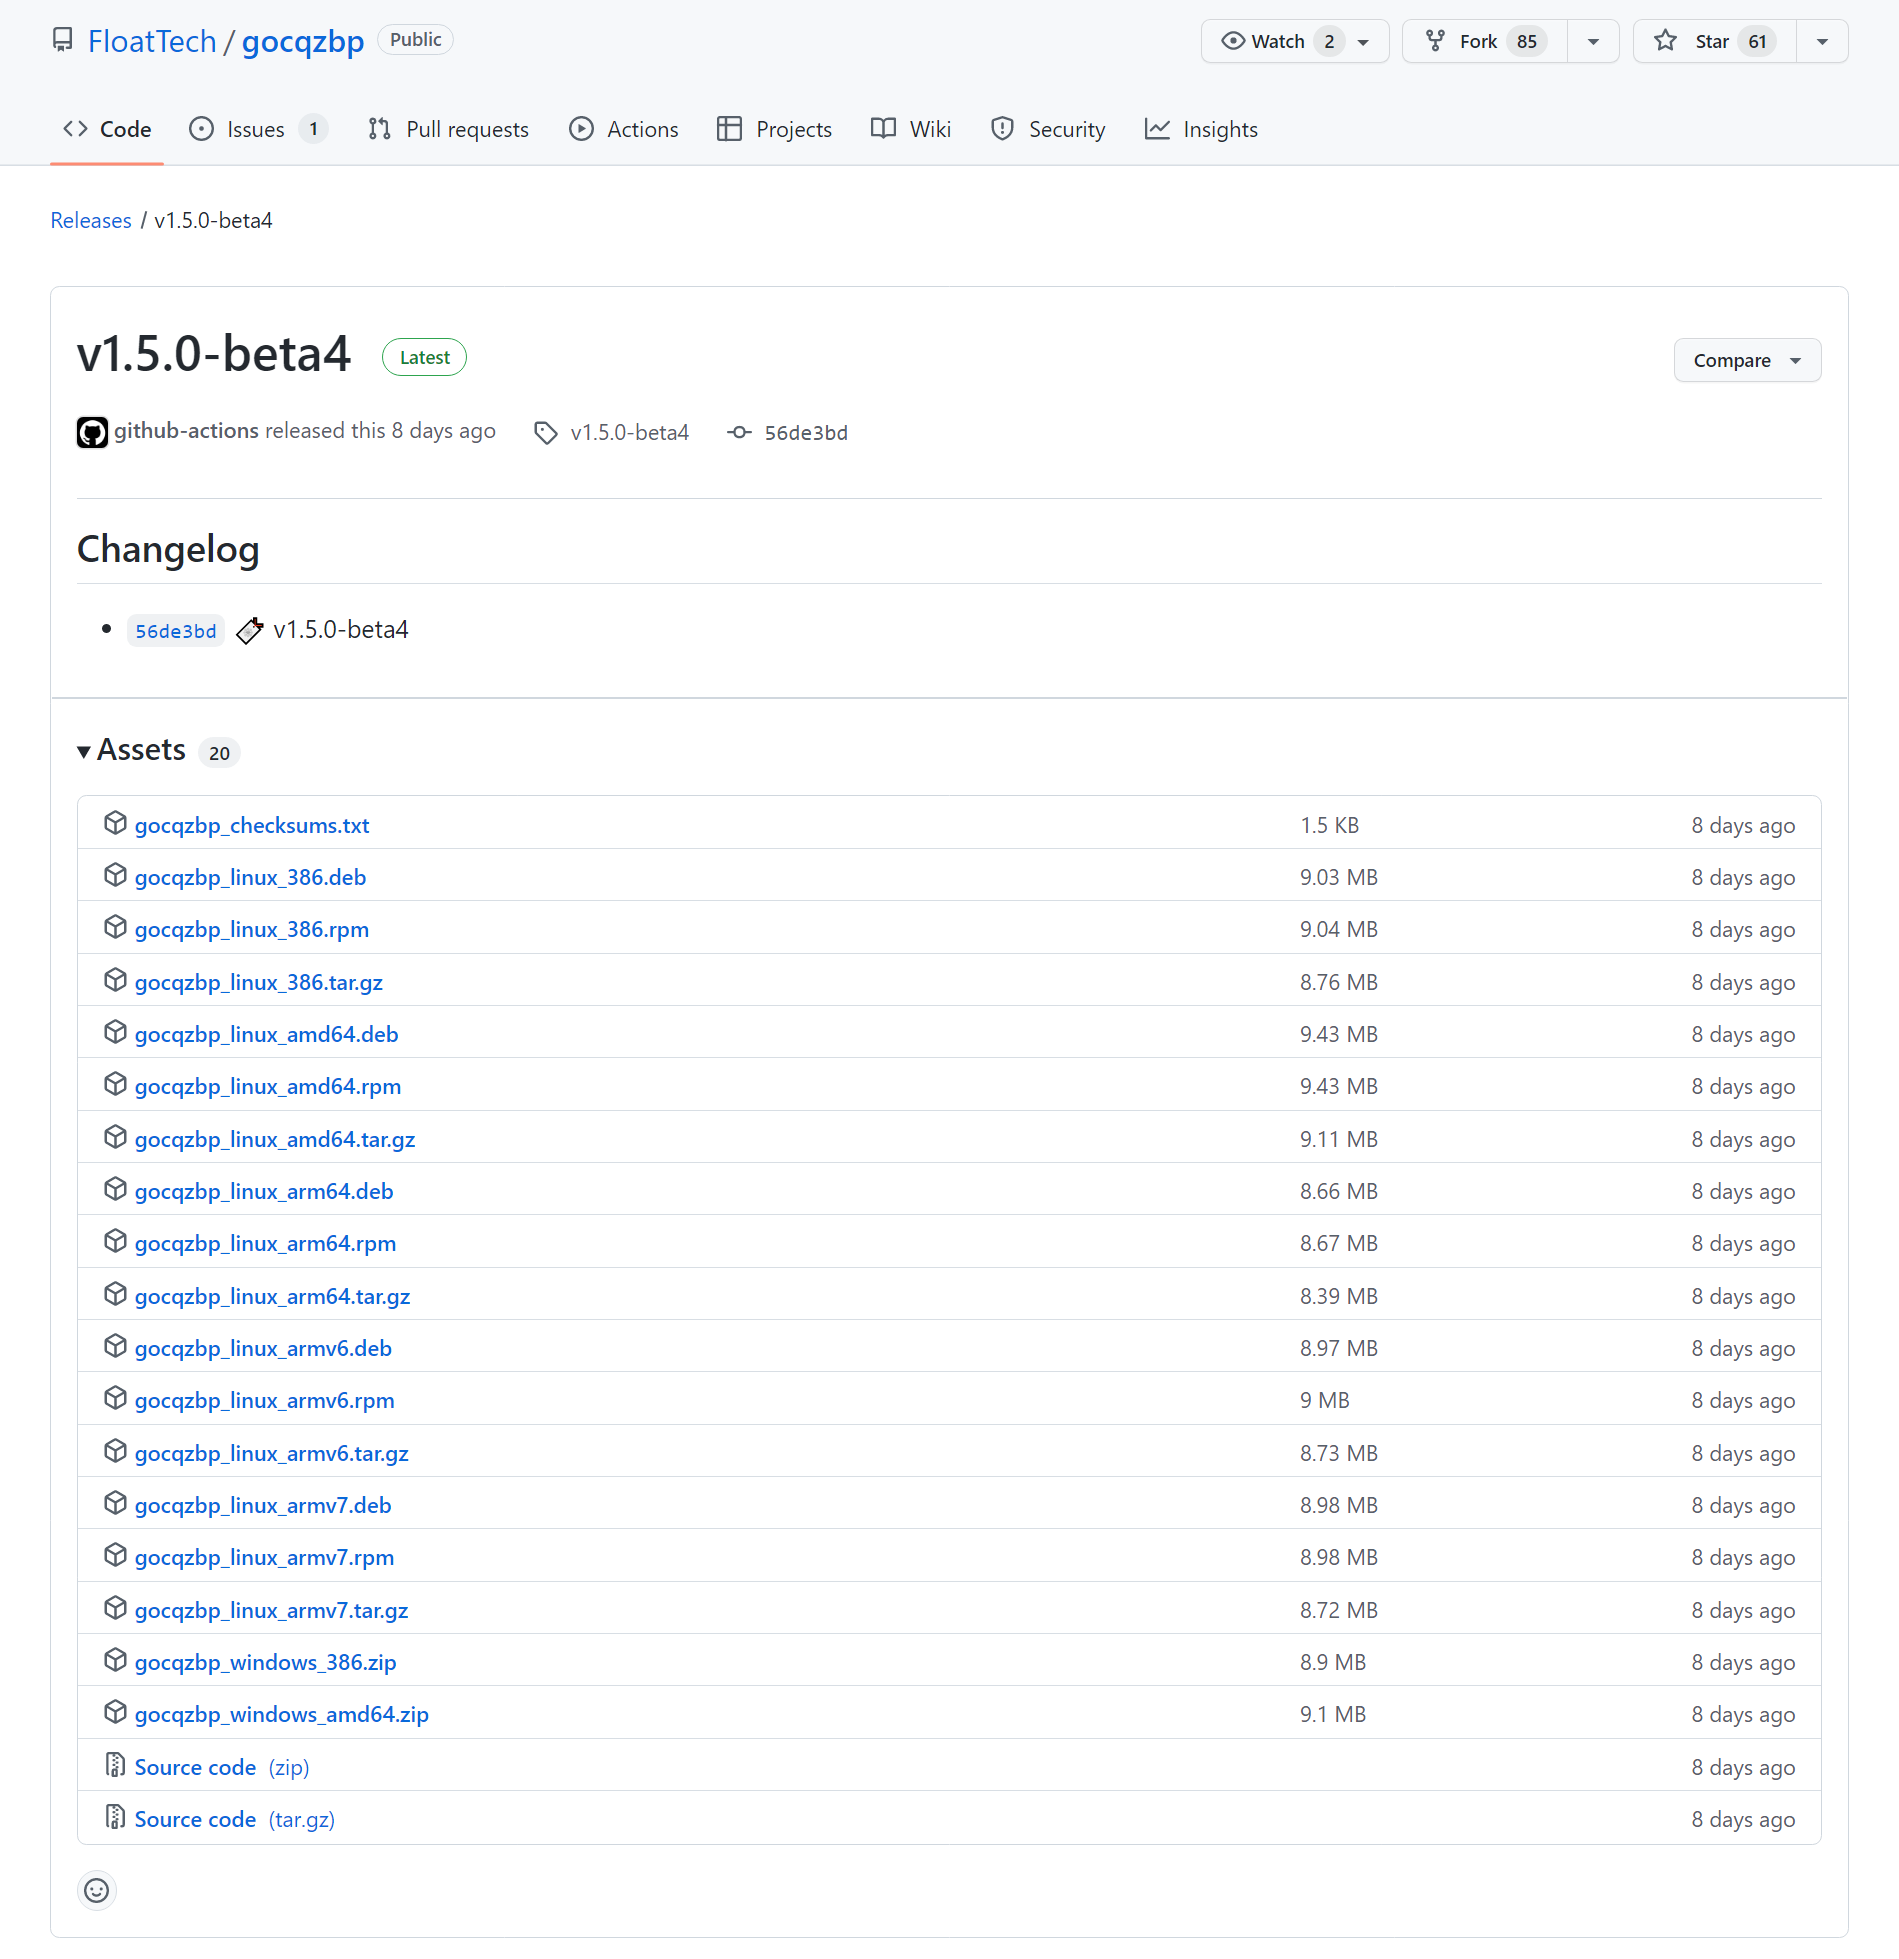 FloatTech / gocqzbp Public Watch 2 Fork 85 Star 61
Code Issues 1 Pull requests Actions Projects Wiki Security Insights
Releases / v1.5.0-beta4
v1.5.0-beta4 Latest Compare
github-actions released this 8 days ago v1.5.0-beta4 56de3bd
Changelog
56de3bd v1.5.0-beta4
Assets 20
gocqzbp_checksums.txt 1.5 KB 8 days ago
gocqzbp_linux_386.deb 9.03 MB 8 days ago
gocqzbp_linux_386.rpm 9.04 MB 8 days ago
gocqzbp_linux_386.tar.gz 8.76 MB 8 days ago
gocqzbp_linux_amd64.deb 9.43 MB 8 days ago
gocqzbp_linux_amd64.rpm 9.43 MB 8 days ago
gocqzbp_linux_amd64.tar.gz 9.11 MB 8 days ago
gocqzbp_linux_arm64.deb 8.66 MB 8 days ago
gocqzbp_linux_arm64.rpm 8.67 MB 8 days ago
gocqzbp_linux_arm64.tar.gz 8.39 MB 8 days ago
gocqzbp_linux_armv6.deb 8.97 MB 8 days ago
gocqzbp_linux_armv6.rpm 9 MB 8 days ago
gocqzbp_linux_armv6.tar.gz 8.73 MB 8 days ago
gocqzbp_linux_armv7.deb 8.98 MB 8 days ago
gocqzbp_linux_armv7.rpm 8.98 MB 8 days ago
gocqzbp_linux_armv7.tar.gz 8.72 MB 8 days ago
gocqzbp_windows_386.zip 8.9 MB 8 days ago
gocqzbp_windows_amd64.zip 9.1 MB 8 days ago
Source code (zip) 8 days ago
Source code (tar.gz) 8 days ago